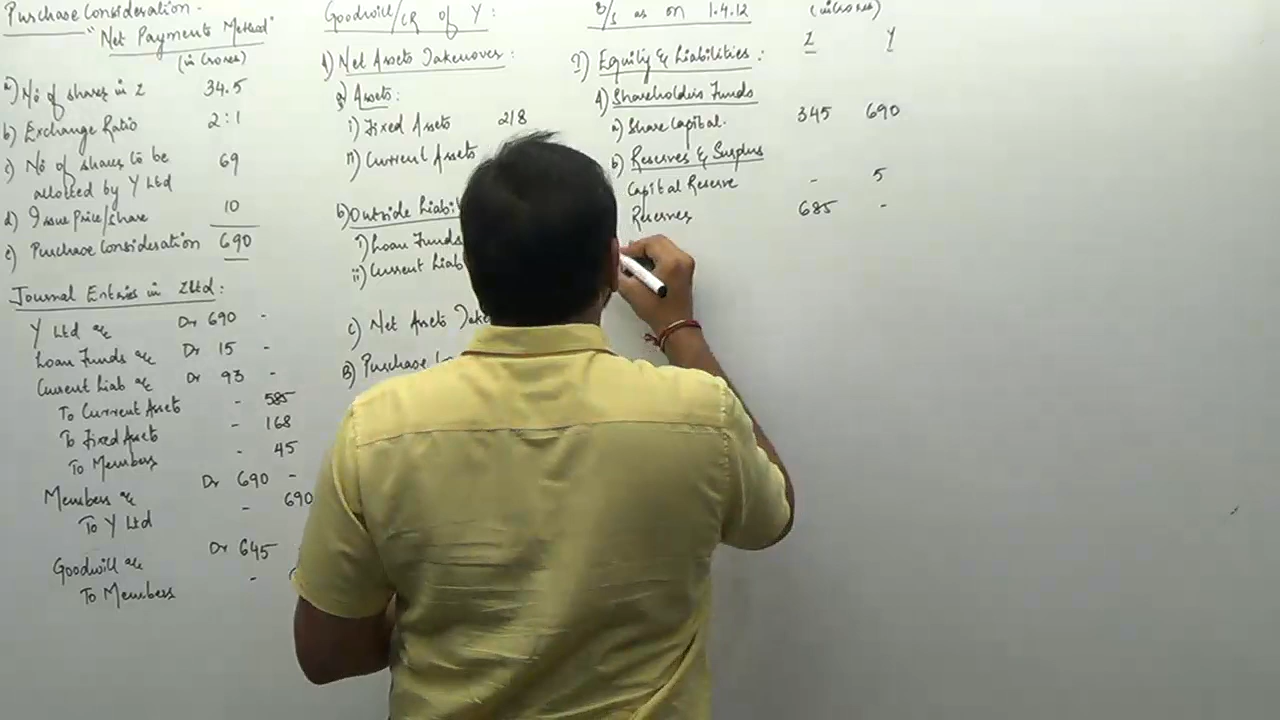 Purchase Consideration.
"Net Payments Method"
(in Crores)
a) No of shares in Z 34.5
b) Exchange Ratio 2:1
c) No of shares to be 69
allotted by Y Ltd
d) Issue Price/share 10
e) Purchase Consideration 690
Journal Entries in Z Ltd:
Y Ltd a/c Dr 690 -
Loan Funds a/c Dr 15 -
Current Liab a/c Dr 93 -
To Current Assets - 585
To Fixed Assets - 168
To Members - 45
Members a/c Dr 690 -
To Y Ltd - 690
Goodwill a/c Dr 645
To Members -
Goodwill/CR of Y:
A) Net Assets Takeover:
a) Assets:
i) Fixed Assets 218
ii) Current Assets
b) Outside Liabi
i) Loan Funds
ii) Current Liab
c) Net Assets Take
B) Purchase Co
B/S as on 1.4.12 (in crores)
Z Y
I) Equity & Liabilities:
A) Shareholders Funds
a) Share Capital. 345 690
b) Reserves & Surplus
Capital Reserve - 5
Reserves 685 -